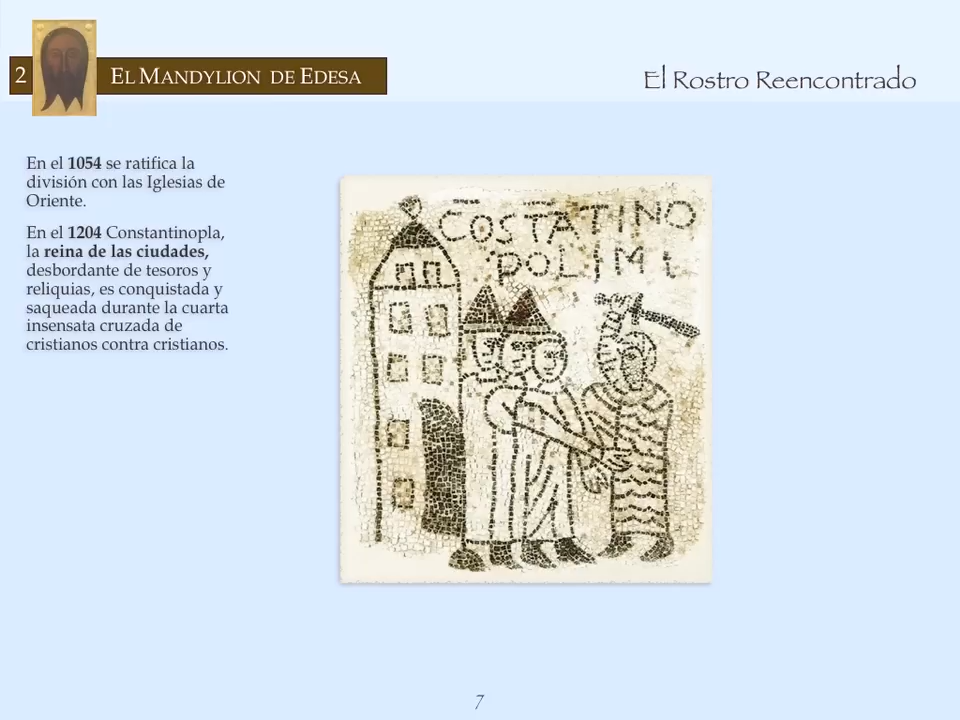 2
EL MANDYLION DE EDESA
El Rostro Reencontrado
En el 1054 se ratifica la
división con las Iglesias de
Oriente.
En el 1204 Constantinopla,
la reina de las ciudades,
desbordante de tesoros y
reliquias, es conquistada y
saqueada durante la cuarta
insensata cruzada de
cristianos contra cristianos.
COSTATINO
POLIM
7